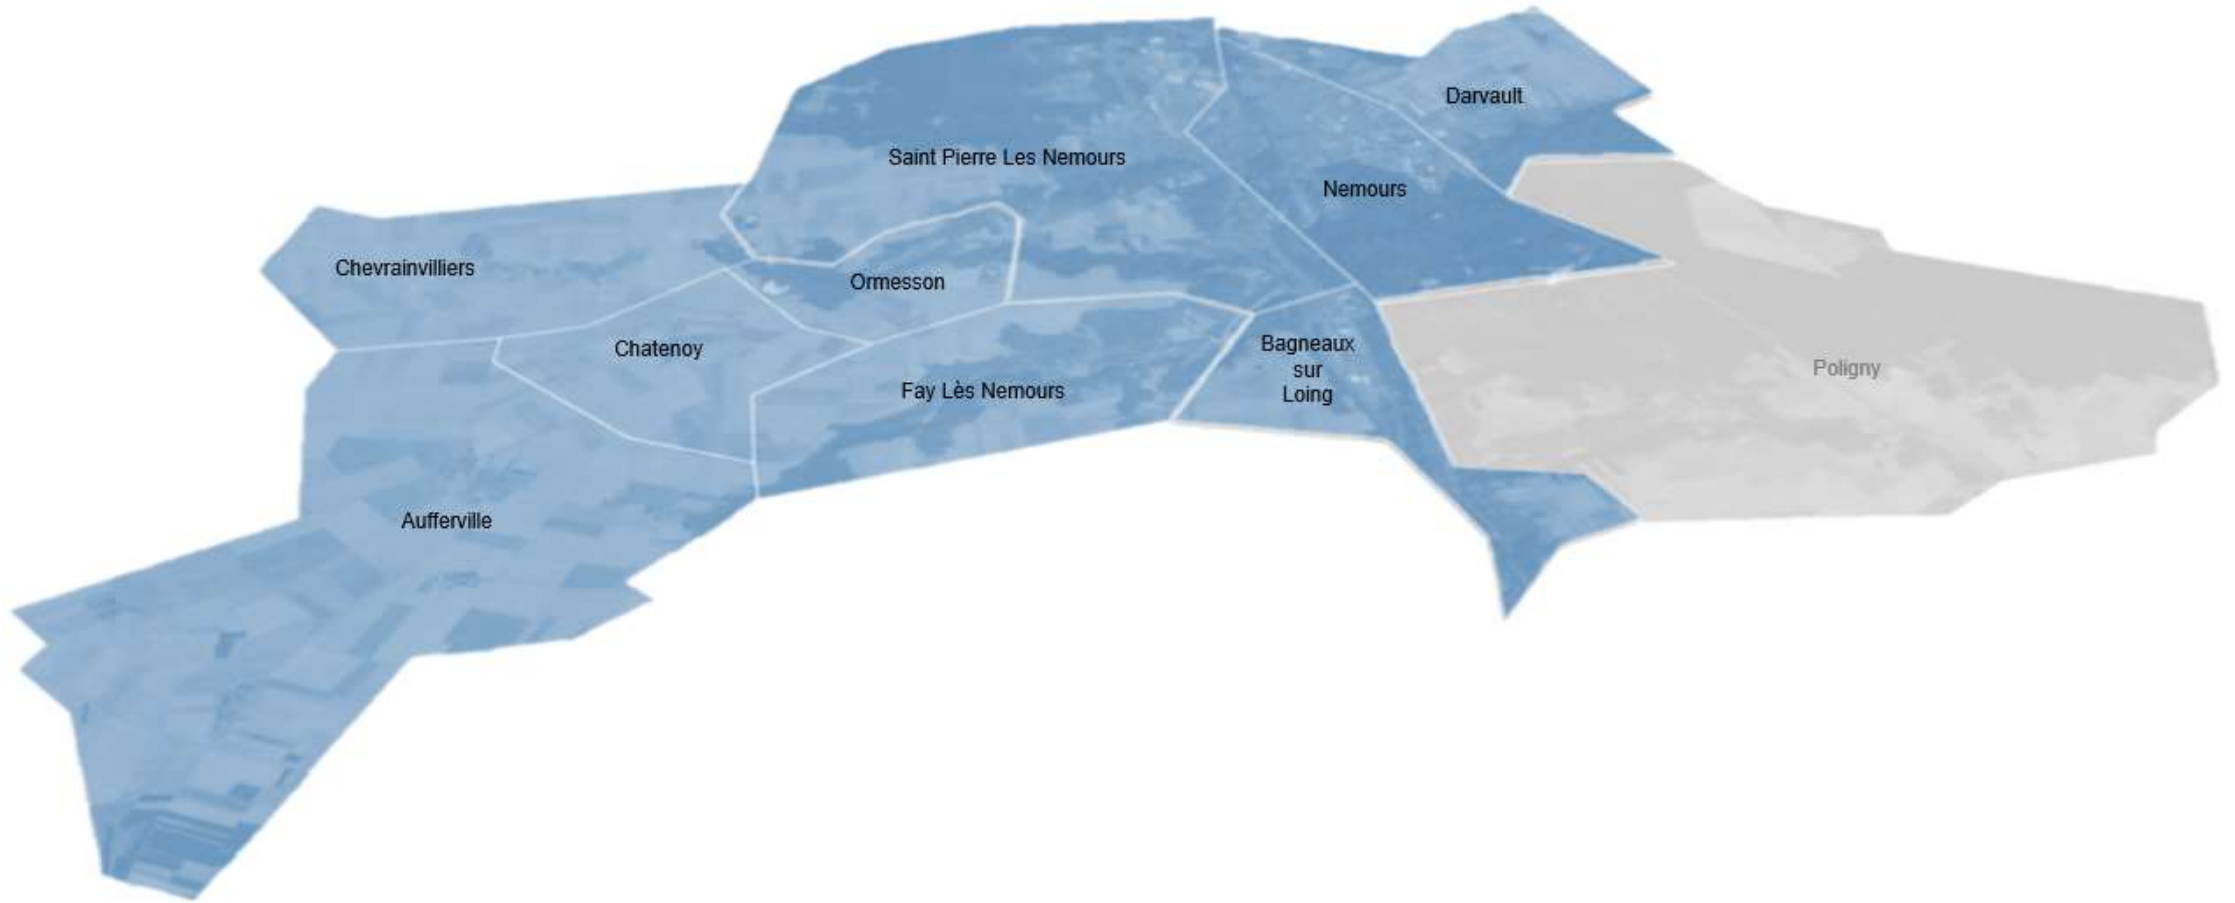 Darvault
Saint Pierre Les Nemours
Nemours
Chevrainvilliers
Ormesson
Chatenoy
Bagneaux
sur
Loing
Fay Lès Nemours
Poligny
Aufferville